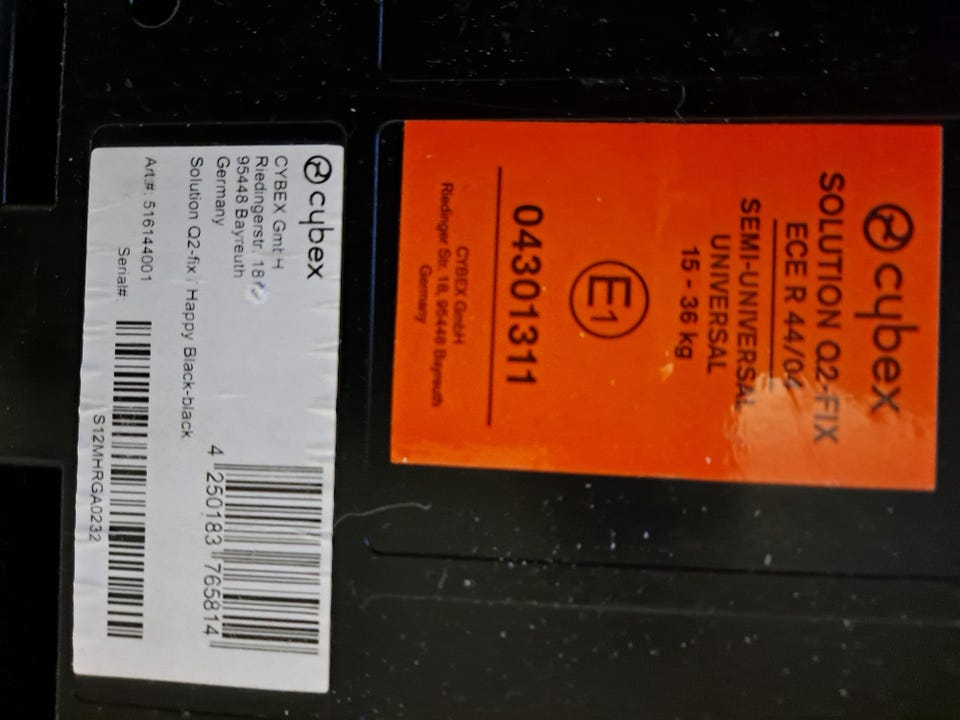 cybex
SOLUTION Q2-FIX
ECE R 44/04
SEMI-UNIVERSAL
UNIVERSAL
15 - 36 kg
E1
04301311
CYBEX GmbH
Riedinger Str. 18, 95448 Bayreuth
Germany
cybex
CYBEX GmbH
Riedingerstr. 18
95448 Bayreuth
Germany
Solution Q2-fix / Happy Black-black
4 250183 765814
Art.#: 516144001
Serial#:
S12MHRGA0232